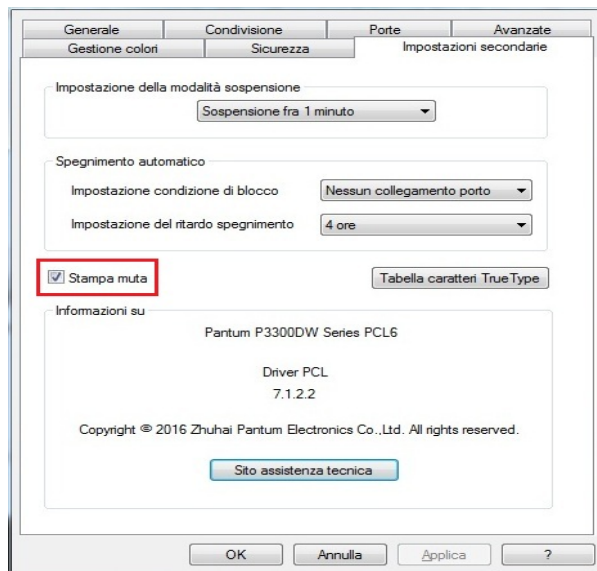 Generale Condivisione Porte Avanzate
Gestione colori Sicurezza Impostazioni secondarie
Impostazione della modalità sospensione
Sospensione fra 1 minuto
Spegnimento automatico
Impostazione condizione di blocco Nessun collegamento porto
Impostazione del ritardo spegnimento 4 ore
Stampa muta Tabella caratteri TrueType
Informazioni su
Pantum P3300DW Series PCL6
Driver PCL
7.1.2.2
Copyright © 2016 Zhuhai Pantum Electronics Co.,Ltd. All rights reserved.
Sito assistenza tecnica
OK Annulla Applica ?